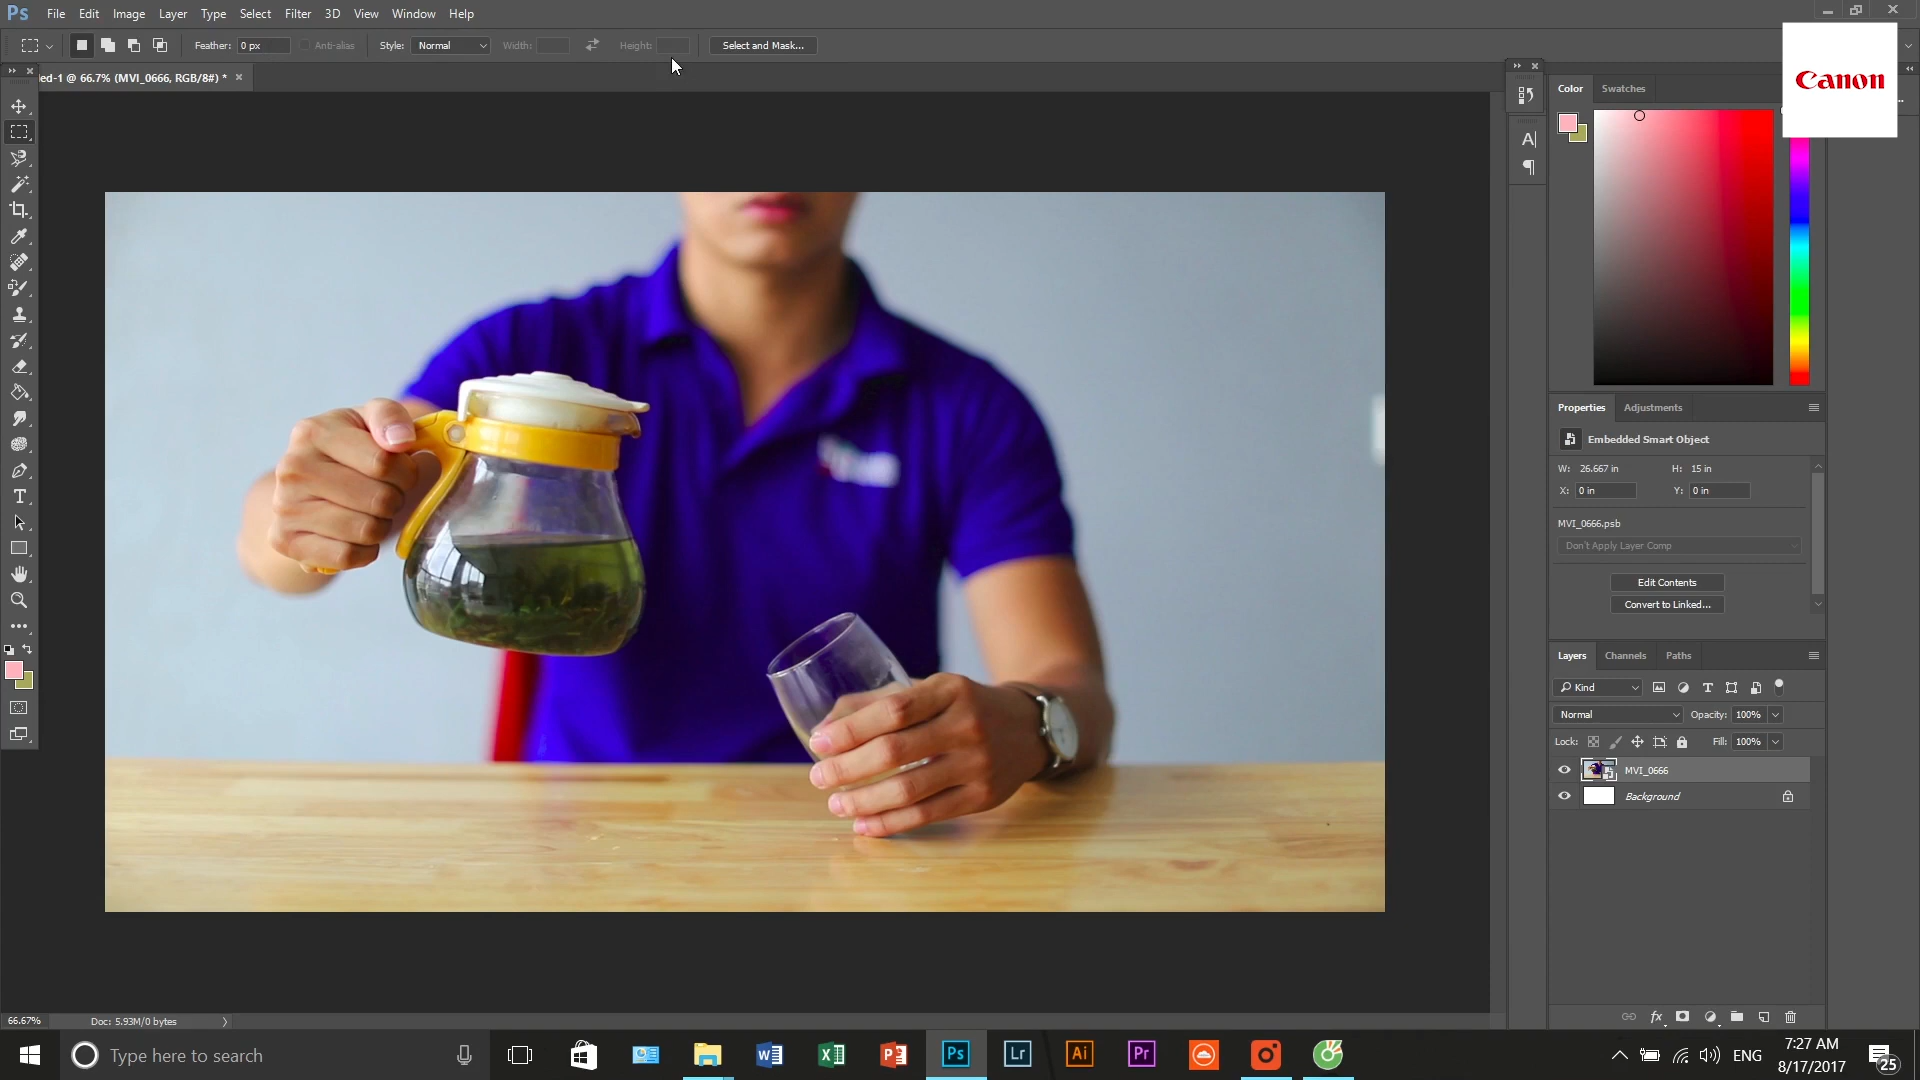 Ps File Edit Image Layer Type Select Filter 3D View Window Help
Feather: 0 px Anti-alias Style: Normal Width: Height: Select and Mask...
Canon
ed-1 @ 66.7% (MVI_0666, RGB/8#) *
Color Swatches
A
Properties Adjustments
Embedded Smart Object
W: 26.667 in H: 15 in
X: 0 in Y: 0 in
MVI_0666.psb
Don't Apply Layer Comp
Edit Contents
Convert to Linked...
Layers Channels Paths
Kind
Normal Opacity: 100%
Lock: Fill: 100%
MVI_0666
Background
66.67% Doc: 5.93M/0 bytes
Type here to search
Ps Lr Ai Pr
ENG
7:27 AM
8/17/2017
25